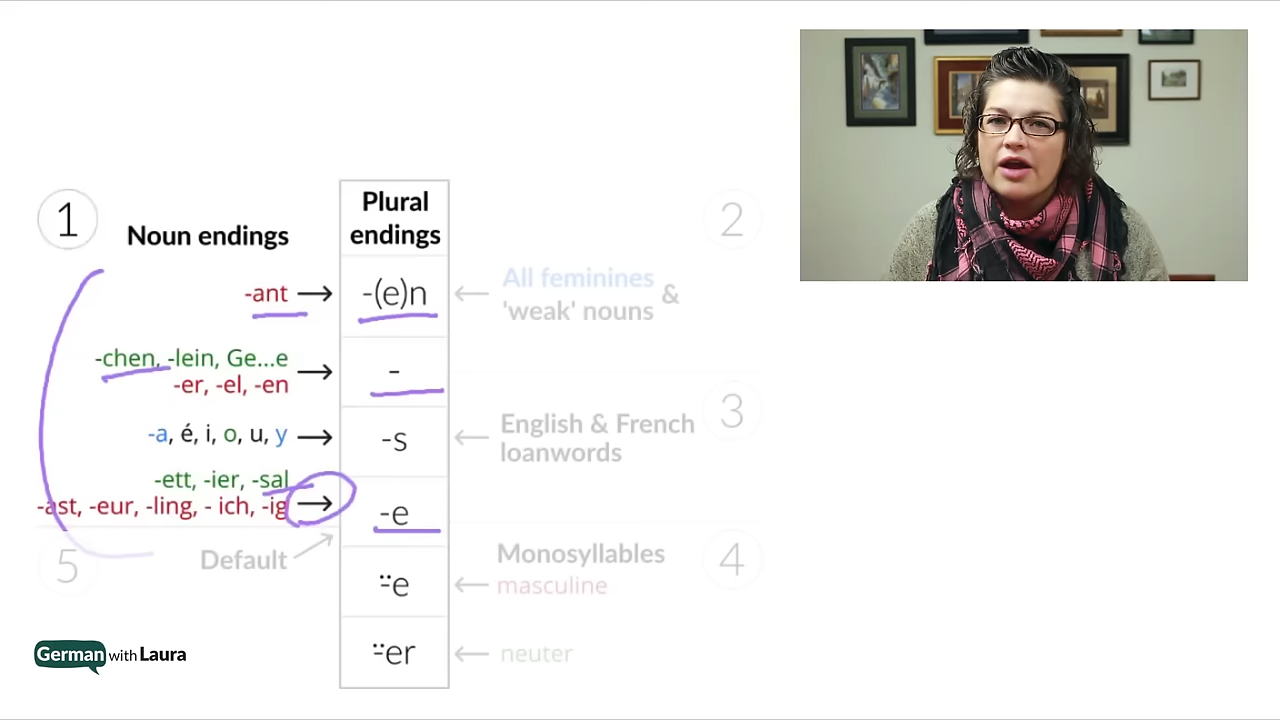 1
Noun endings
Plural
endings
2
-ant → -(e)n ← All feminines
& 'weak' nouns
-chen, -lein, Ge...e
-er, -el, -en → -
3
-a, é, i, o, u, y → -s ← English & French
loanwords
-ett, -ier, -sal
-ast, -eur, -ling, - ich, -ig → -e
5
Default
4
Monosyllables
¨e ← masculine
¨er ← neuter
German with Laura